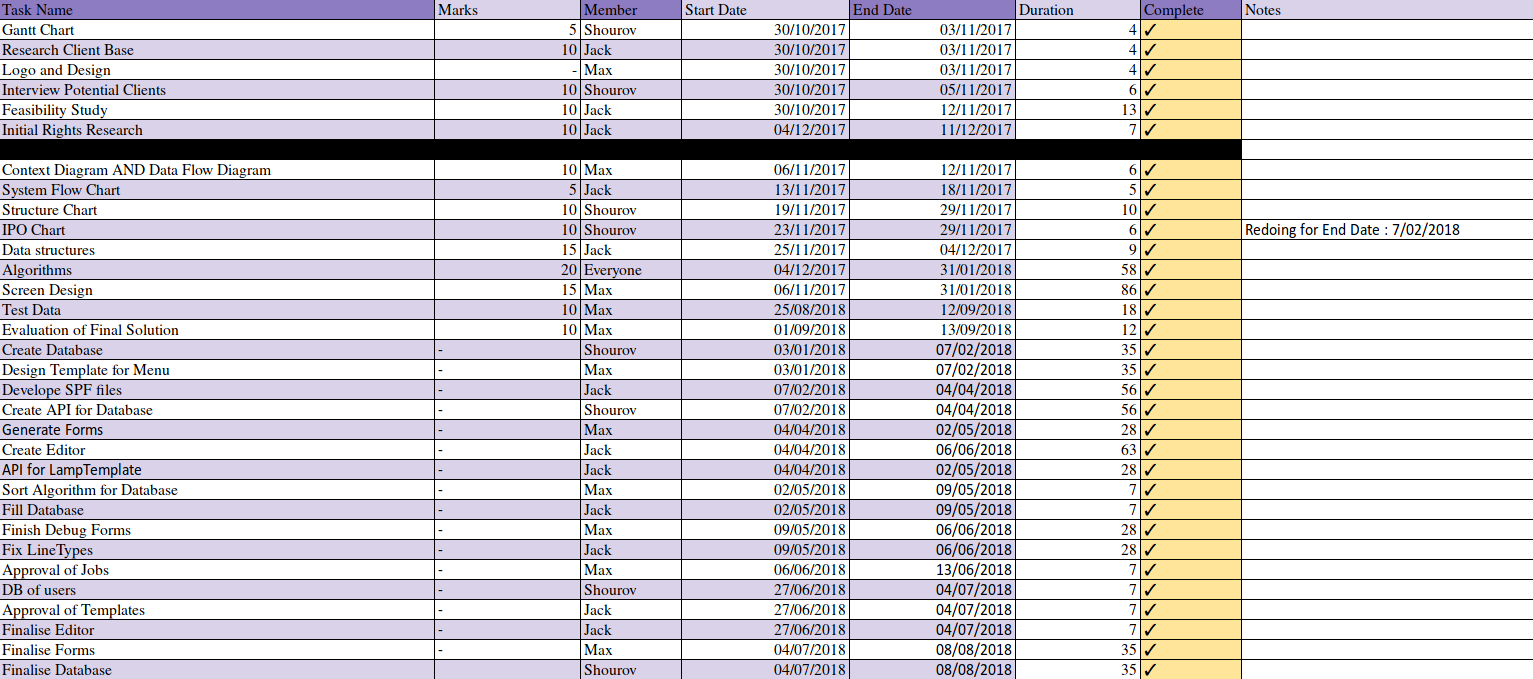 Task Name Marks Member Start Date End Date Duration Complete Notes
Gantt Chart 5 Shourov 30/10/2017 03/11/2017 4 ✓
Research Client Base 10 Jack 30/10/2017 03/11/2017 4 ✓
Logo and Design - Max 30/10/2017 03/11/2017 4 ✓
Interview Potential Clients 10 Shourov 30/10/2017 05/11/2017 6 ✓
Feasibility Study 10 Jack 30/10/2017 12/11/2017 13 ✓
Initial Rights Research 10 Jack 04/12/2017 11/12/2017 7 ✓
Context Diagram AND Data Flow Diagram 10 Max 06/11/2017 12/11/2017 6 ✓
System Flow Chart 5 Jack 13/11/2017 18/11/2017 5 ✓
Structure Chart 10 Shourov 19/11/2017 29/11/2017 10 ✓
IPO Chart 10 Shourov 23/11/2017 29/11/2017 6 ✓ Redoing for End Date : 7/02/2018
Data structures 15 Jack 25/11/2017 04/12/2017 9 ✓
Algorithms 20 Everyone 04/12/2017 31/01/2018 58 ✓
Screen Design 15 Max 06/11/2017 31/01/2018 86 ✓
Test Data 10 Max 25/08/2018 12/09/2018 18 ✓
Evaluation of Final Solution 10 Max 01/09/2018 13/09/2018 12 ✓
Create Database - Shourov 03/01/2018 07/02/2018 35 ✓
Design Template for Menu - Max 03/01/2018 07/02/2018 35 ✓
Develope SPF files - Jack 07/02/2018 04/04/2018 56 ✓
Create API for Database - Shourov 07/02/2018 04/04/2018 56 ✓
Generate Forms - Max 04/04/2018 02/05/2018 28 ✓
Create Editor - Jack 04/04/2018 06/06/2018 63 ✓
API for LampTemplate - Jack 04/04/2018 02/05/2018 28 ✓
Sort Algorithm for Database - Max 02/05/2018 09/05/2018 7 ✓
Fill Database - Jack 02/05/2018 09/05/2018 7 ✓
Finish Debug Forms - Max 09/05/2018 06/06/2018 28 ✓
Fix LineTypes - Jack 09/05/2018 06/06/2018 28 ✓
Approval of Jobs - Max 06/06/2018 13/06/2018 7 ✓
DB of users - Shourov 27/06/2018 04/07/2018 7 ✓
Approval of Templates - Jack 27/06/2018 04/07/2018 7 ✓
Finalise Editor - Jack 27/06/2018 04/07/2018 7 ✓
Finalise Forms - Max 04/07/2018 08/08/2018 35 ✓
Finalise Database Shourov 04/07/2018 08/08/2018 35 ✓